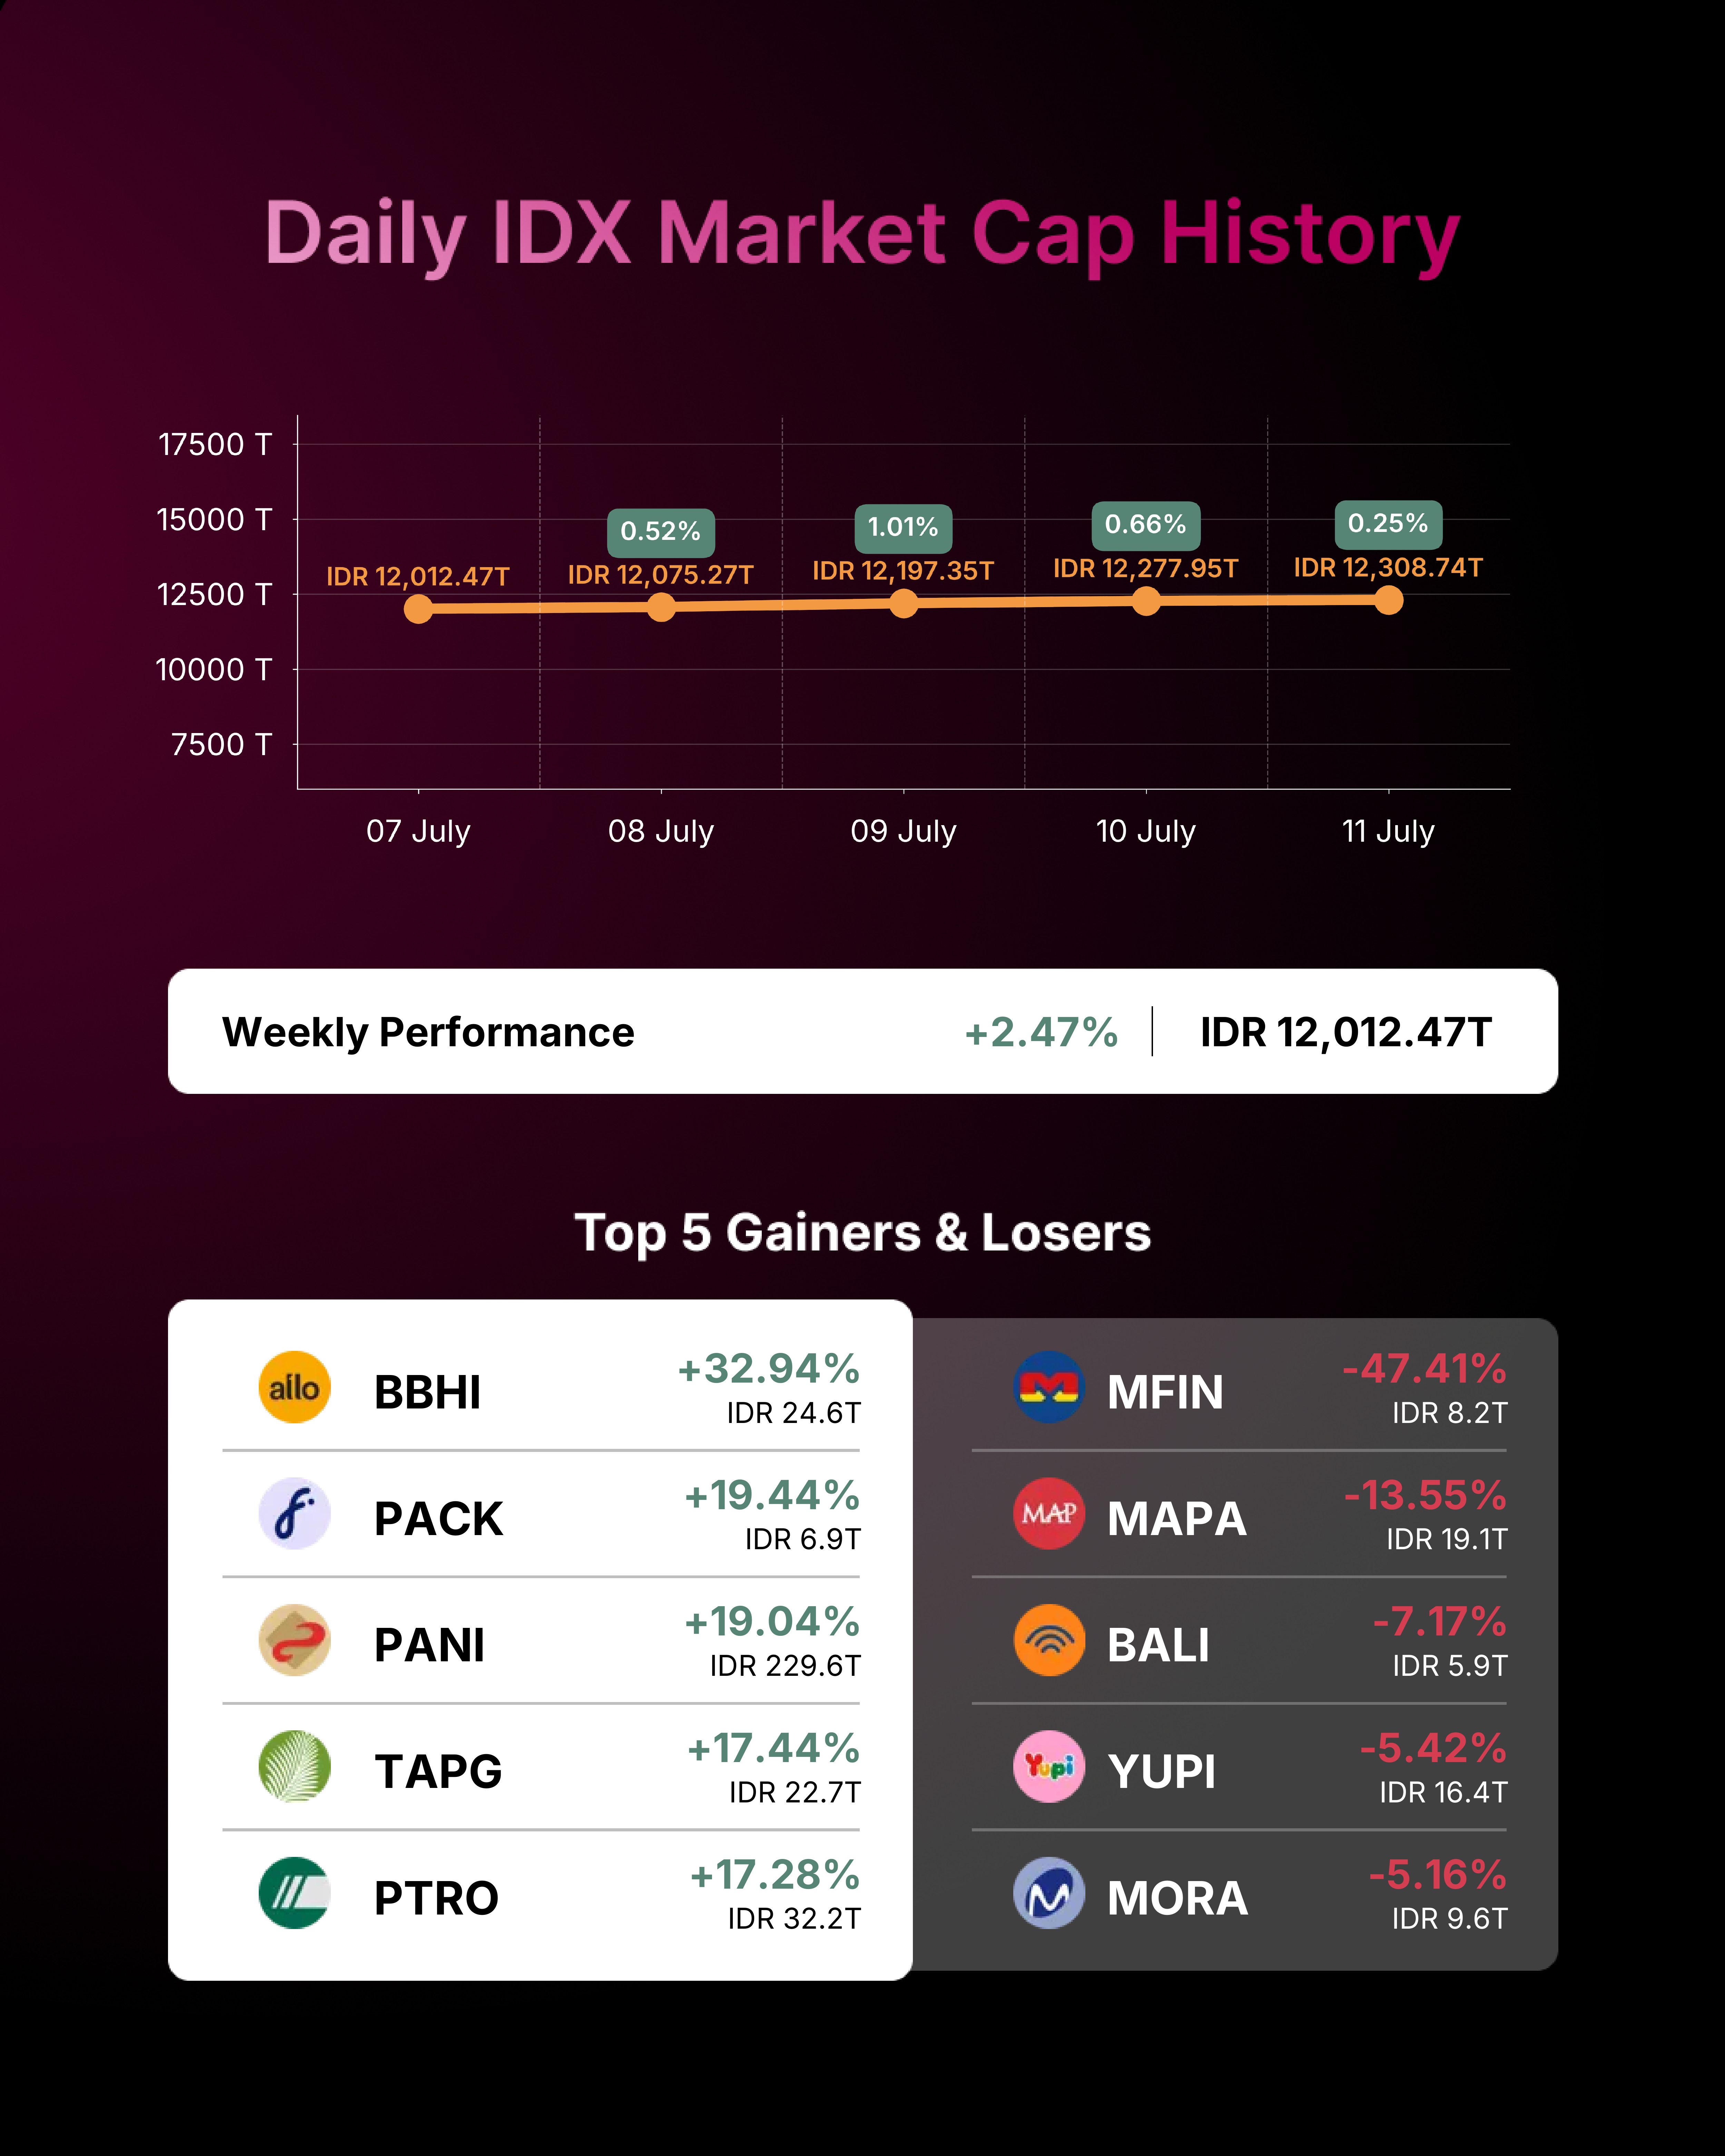 Daily IDX Market Cap History
17500 T
15000 T
12500 T
10000 T
7500 T
0.52%
1.01%
0.66%
0.25%
IDR 12,012.47T
IDR 12,075.27T
IDR 12,197.35T
IDR 12,277.95T
IDR 12,308.74T
07 July
08 July
09 July
10 July
11 July
Weekly Performance +2.47% IDR 12,012.47T
Top 5 Gainers & Losers
allo BBHI +32.94%
IDR 24.6T
PACK +19.44%
IDR 6.9T
PANI +19.04%
IDR 229.6T
TAPG +17.44%
IDR 22.7T
PTRO +17.28%
IDR 32.2T
MFIN -47.41%
IDR 8.2T
MAP MAPA -13.55%
IDR 19.1T
BALI -7.17%
IDR 5.9T
Yupi YUPI -5.42%
IDR 16.4T
MORA -5.16%
IDR 9.6T